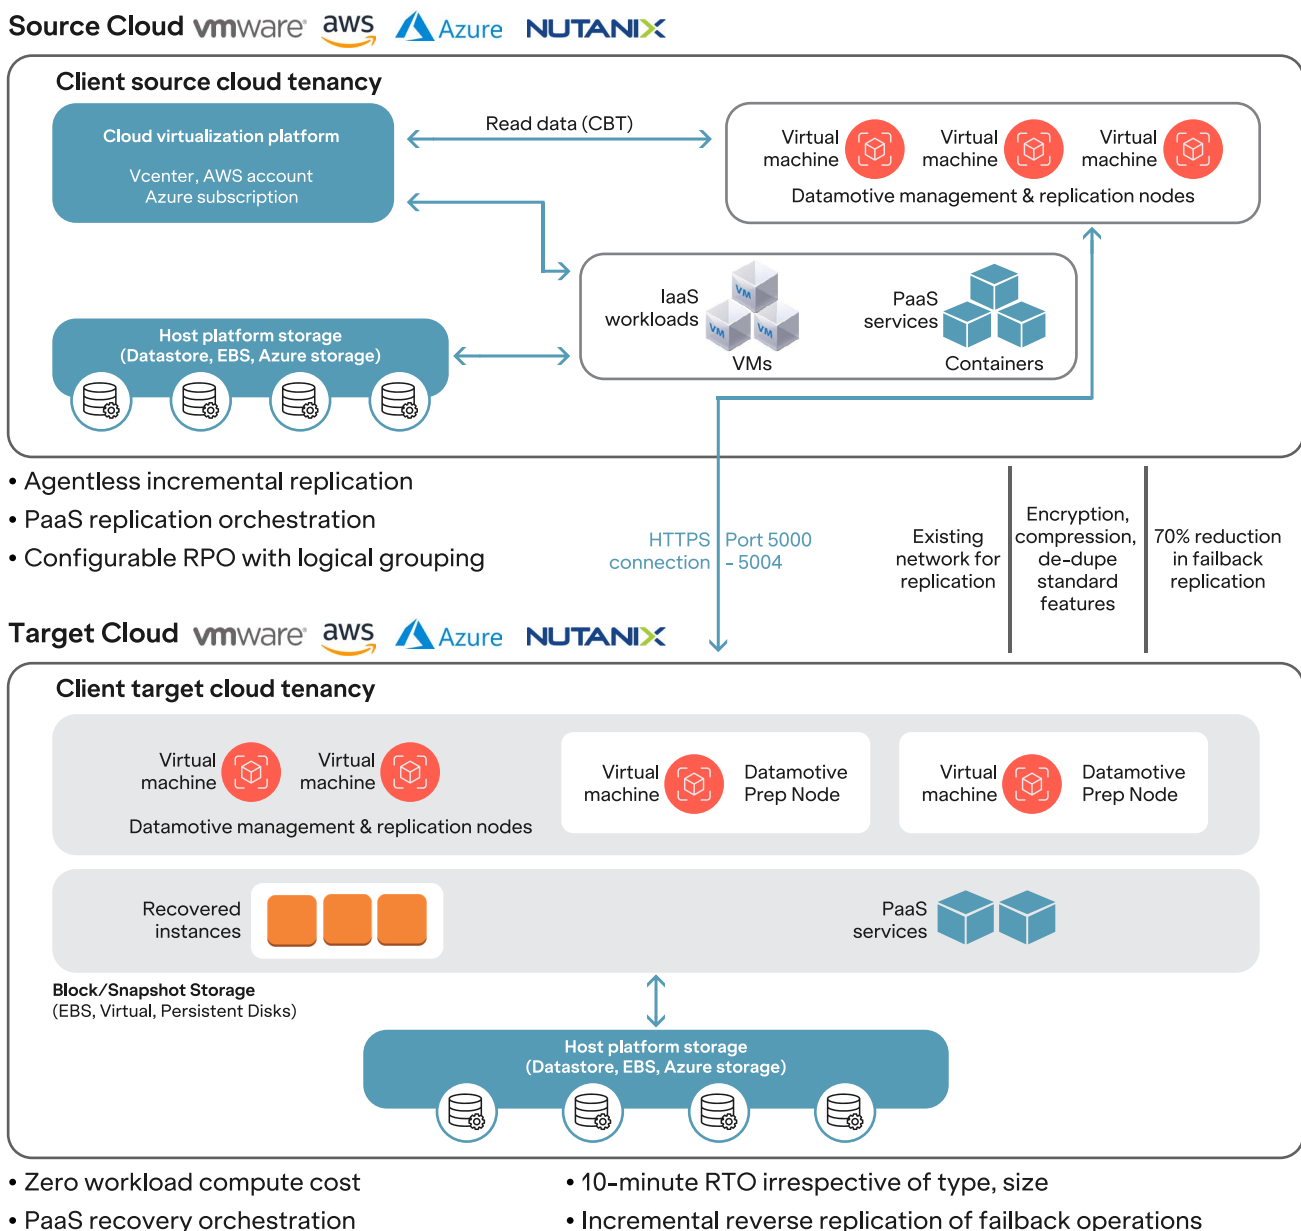 Source Cloud vmware® aws Azure NUTANIX
Client source cloud tenancy
Cloud virtualization platform
Vcenter, AWS account
Azure subscription
Read data (CBT)
Virtual machine
Virtual machine
Virtual machine
Datamotive management & replication nodes
IaaS
workloads
VM
VM
VM
VMs
PaaS
services
Containers
Host platform storage
(Datastore, EBS, Azure storage)
• Agentless incremental replication
• PaaS replication orchestration
• Configurable RPO with logical grouping
HTTPS
connection
Port 5000
- 5004
Existing
network for
replication
Encryption,
compression,
de-dupe
standard
features
70% reduction
in failback
replication
Target Cloud vmware® aws Azure NUTANIX
Client target cloud tenancy
Virtual
machine
Virtual
machine
Datamotive management & replication nodes
Virtual
machine
Datamotive
Prep Node
Virtual
machine
Datamotive
Prep Node
Recovered
instances
PaaS
services
Block/Snapshot Storage
(EBS, Virtual, Persistent Disks)
Host platform storage
(Datastore, EBS, Azure storage)
• Zero workload compute cost
• PaaS recovery orchestration
• 10-minute RTO irrespective of type, size
• Incremental reverse replication of failback operations